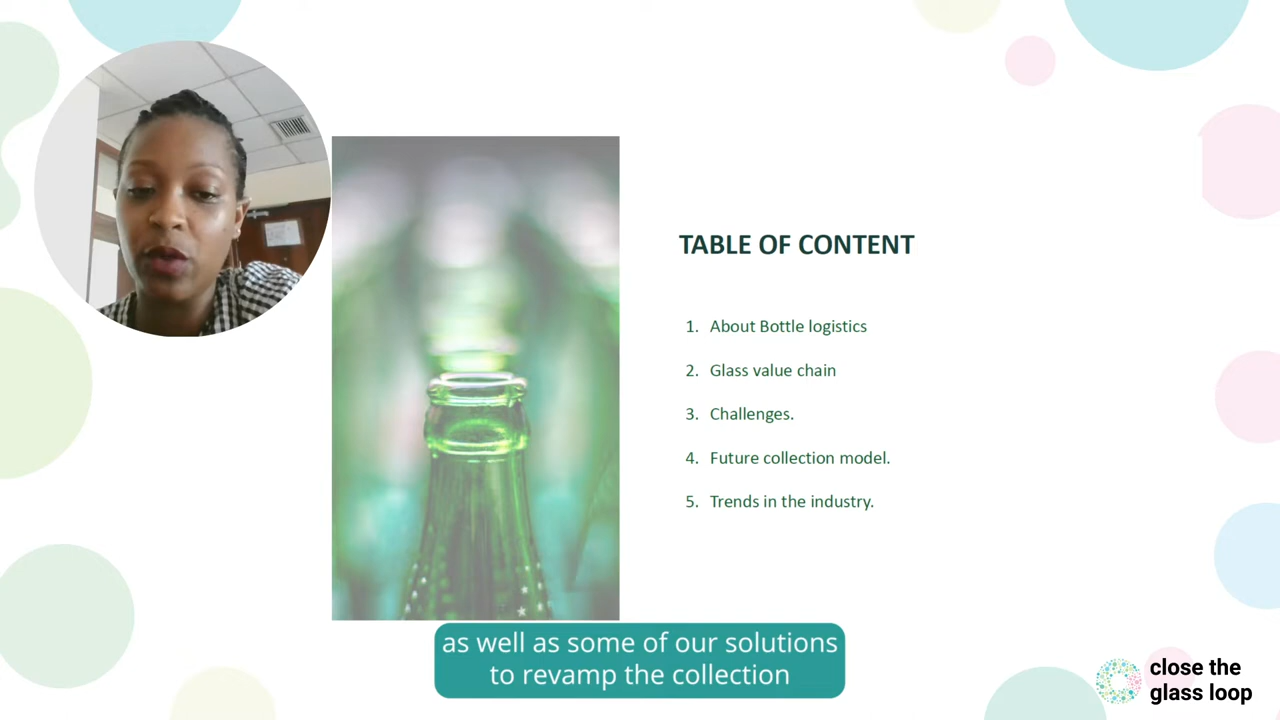 TABLE OF CONTENT
1. About Bottle logistics
2. Glass value chain
3. Challenges.
4. Future collection model.
5. Trends in the industry.
as well as some of our solutions
to revamp the collection
close the
glass loop